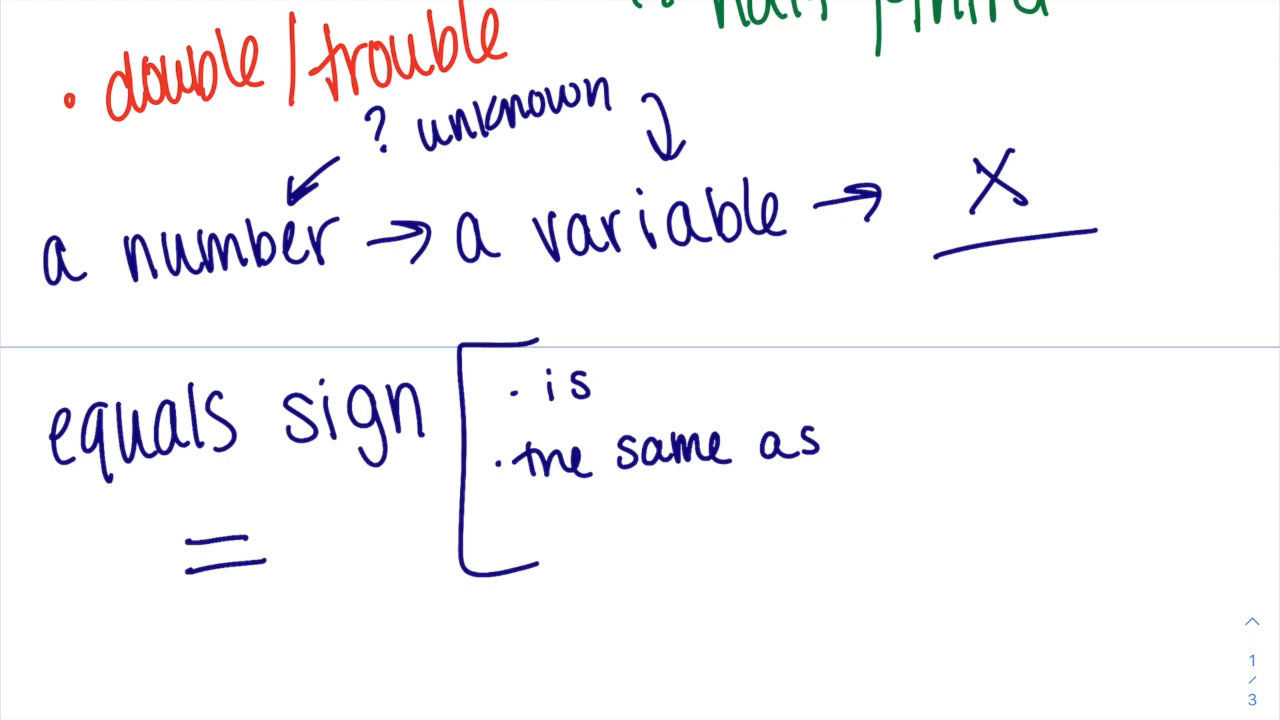 • double/trouble
? unknown
a number → a variable → x
equals sign
=
· is
· the same as
1
/
3